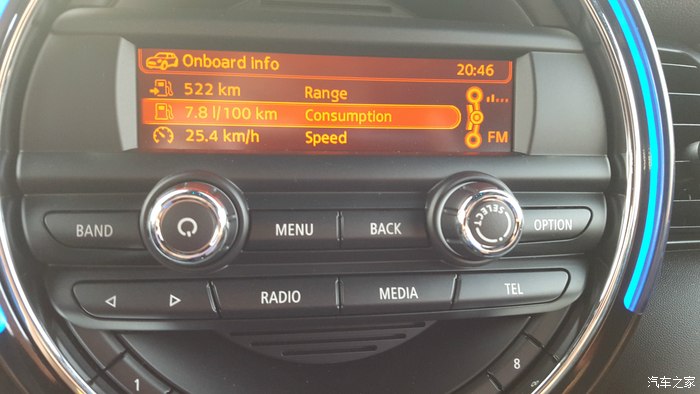 Onboard info
20:46
522 km Range
7.8 l/100 km Consumption
25.4 km/h Speed
FM
BAND MENU BACK SELECT OPTION
RADIO MEDIA TEL
1 8
汽车之家